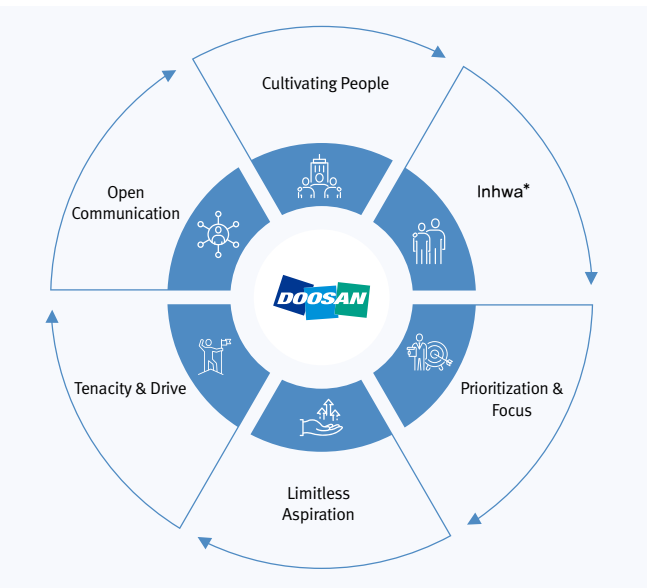 Cultivating People
Inhwa*
Prioritization &
Focus
Limitless
Aspiration
Tenacity & Drive
Open
Communication
DOOSAN